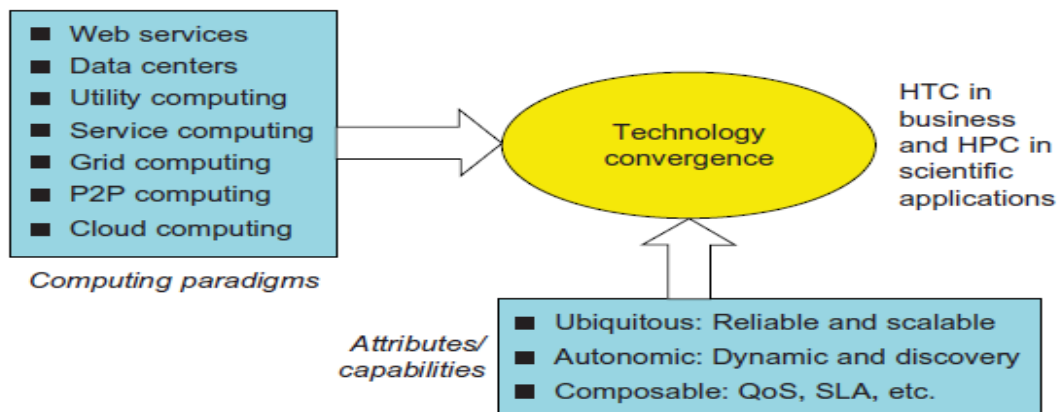 Web services
Data centers
Utility computing
Service computing
Grid computing
P2P computing
Cloud computing
Computing paradigms
Technology
convergence
HTC in
business
and HPC in
scientific
applications
Attributes/
capabilities
Ubiquitous: Reliable and scalable
Autonomic: Dynamic and discovery
Composable: QoS, SLA, etc.